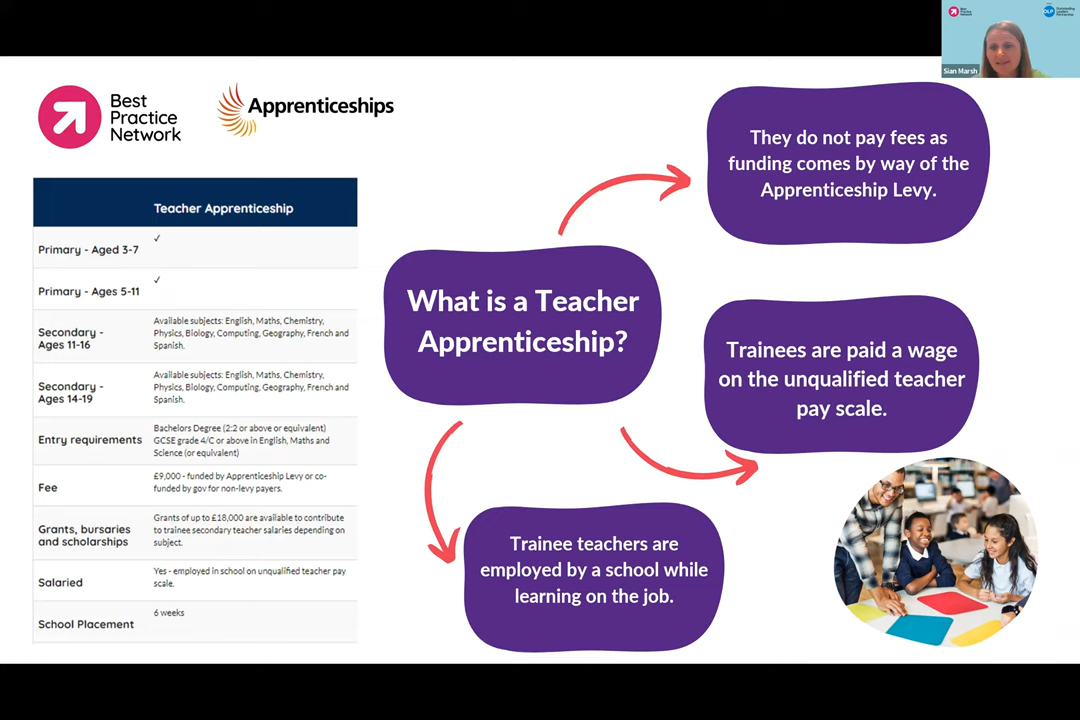 Best
Practice
Network
Outstanding
Leaders
Partnership
Sian Marsh
Best
Practice
Network
Apprenticeships
Teacher Apprenticeship
Primary - Aged 3-7
✓
Primary - Ages 5-11
✓
Secondary -
Ages 11-16
Available subjects: English, Maths, Chemistry,
Physics, Biology, Computing, Geography, French and
Spanish.
Secondary -
Ages 14-19
Available subjects: English, Maths, Chemistry,
Physics, Biology, Computing, Geography, French and
Spanish.
Entry requirements
Bachelors Degree (2:2 or above or equivalent)
GCSE grade 4/C or above in English, Maths and
Science (or equivalent)
Fee
£9,000 - funded by Apprenticeship Levy or co-
funded by gov for non-levy payers.
Grants, bursaries
and scholarships
Grants of up to £18,000 are available to contribute
to trainee secondary teacher salaries depending on
subject.
Salaried
Yes - employed in school on unqualified teacher pay
scale.
School Placement
6 weeks
What is a Teacher
Apprenticeship?
They do not pay fees as
funding comes by way of the
Apprenticeship Levy.
Trainees are paid a wage
on the unqualified teacher
pay scale.
Trainee teachers are
employed by a school while
learning on the job.